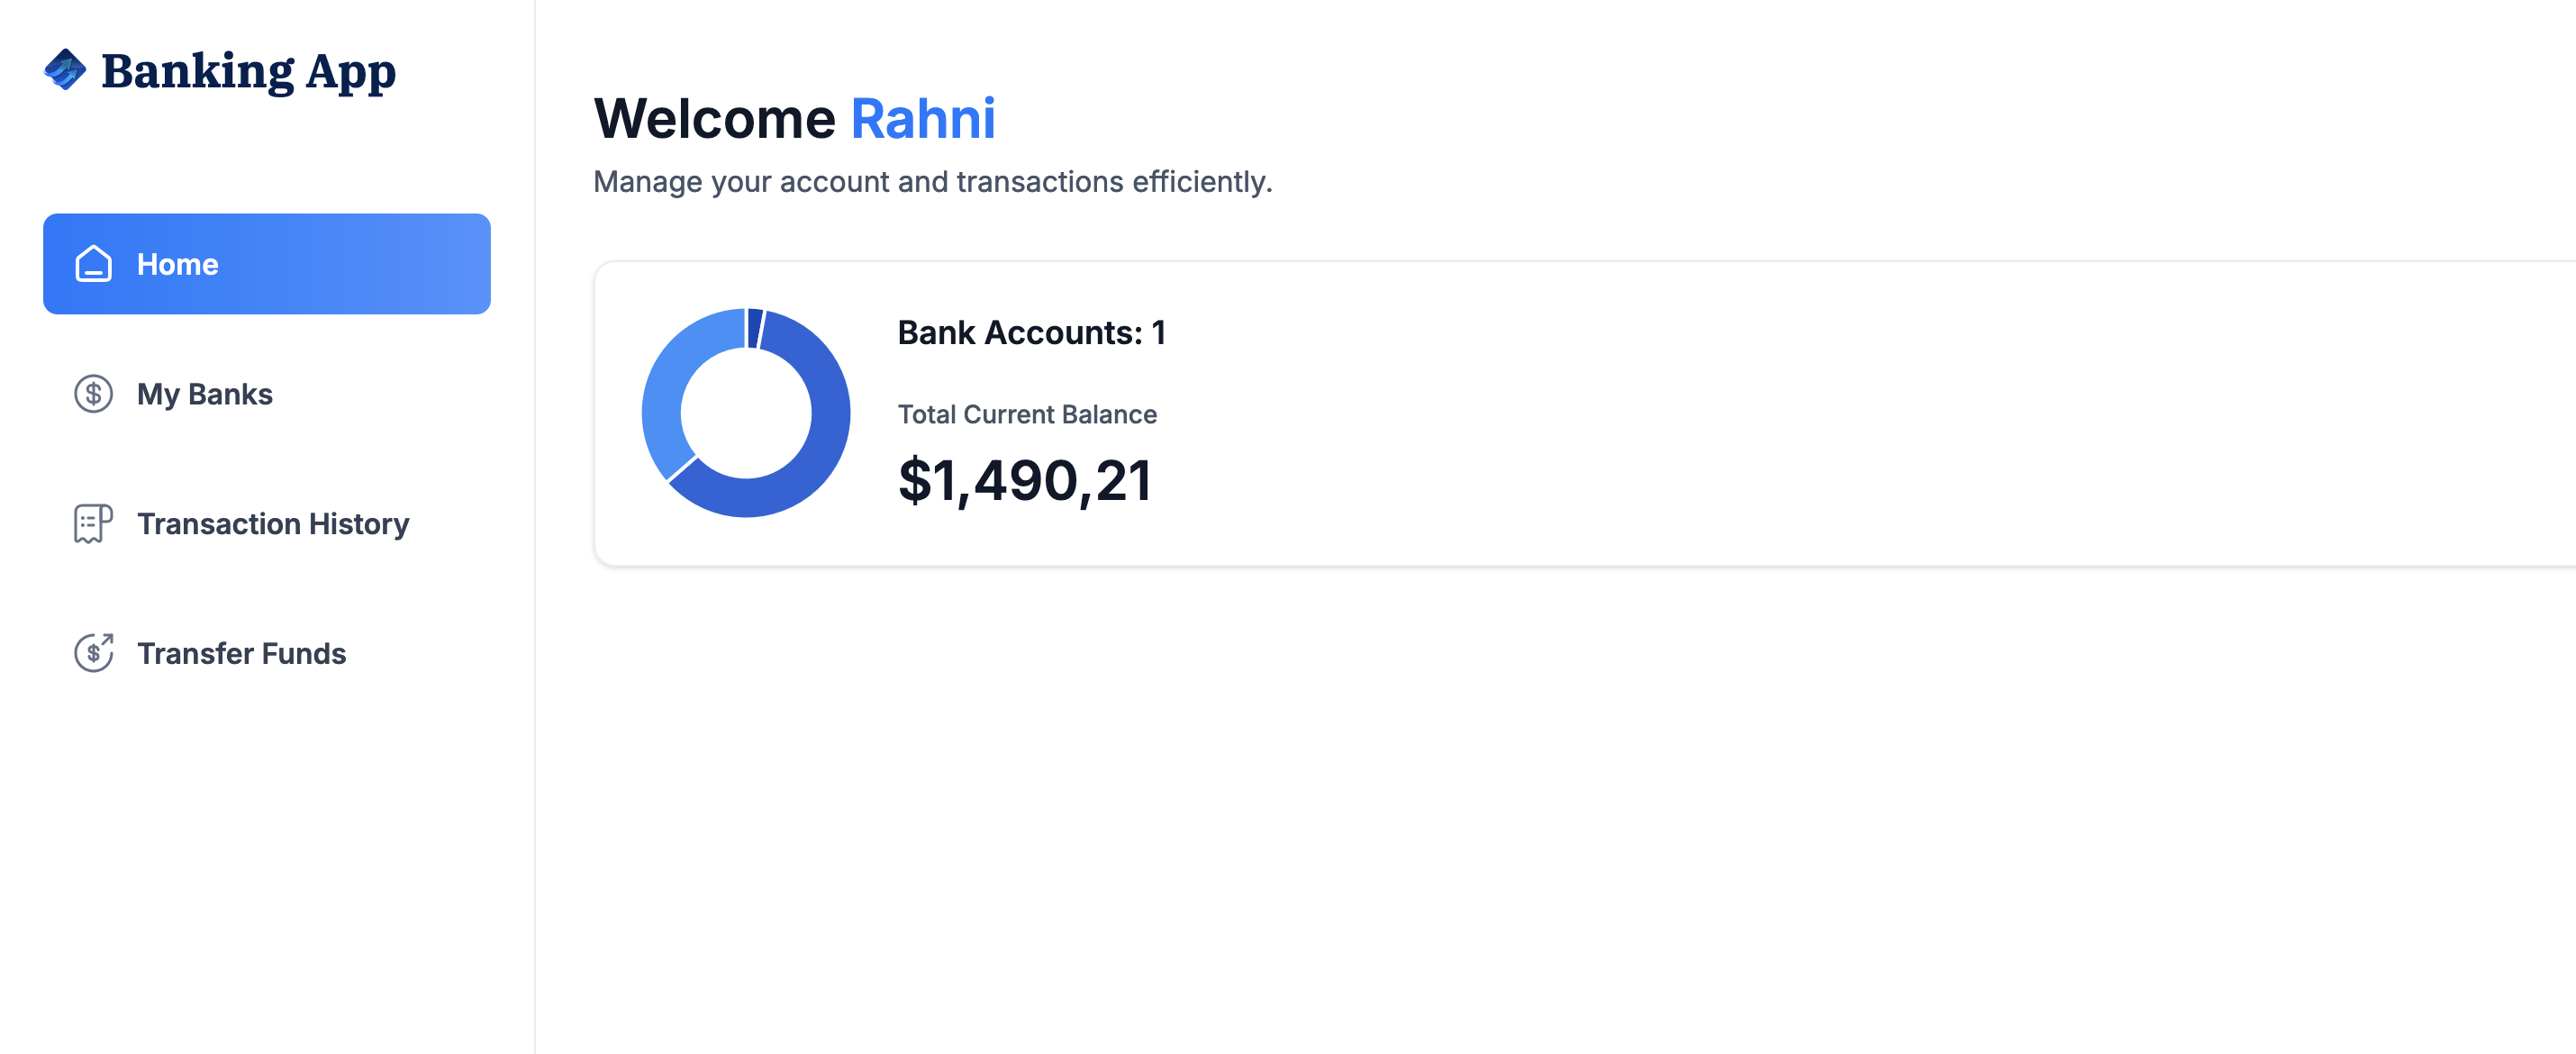 Banking App
Home
My Banks
Transaction History
Transfer Funds
Welcome Rahni
Manage your account and transactions efficiently.
Bank Accounts: 1
Total Current Balance
$1,490,21